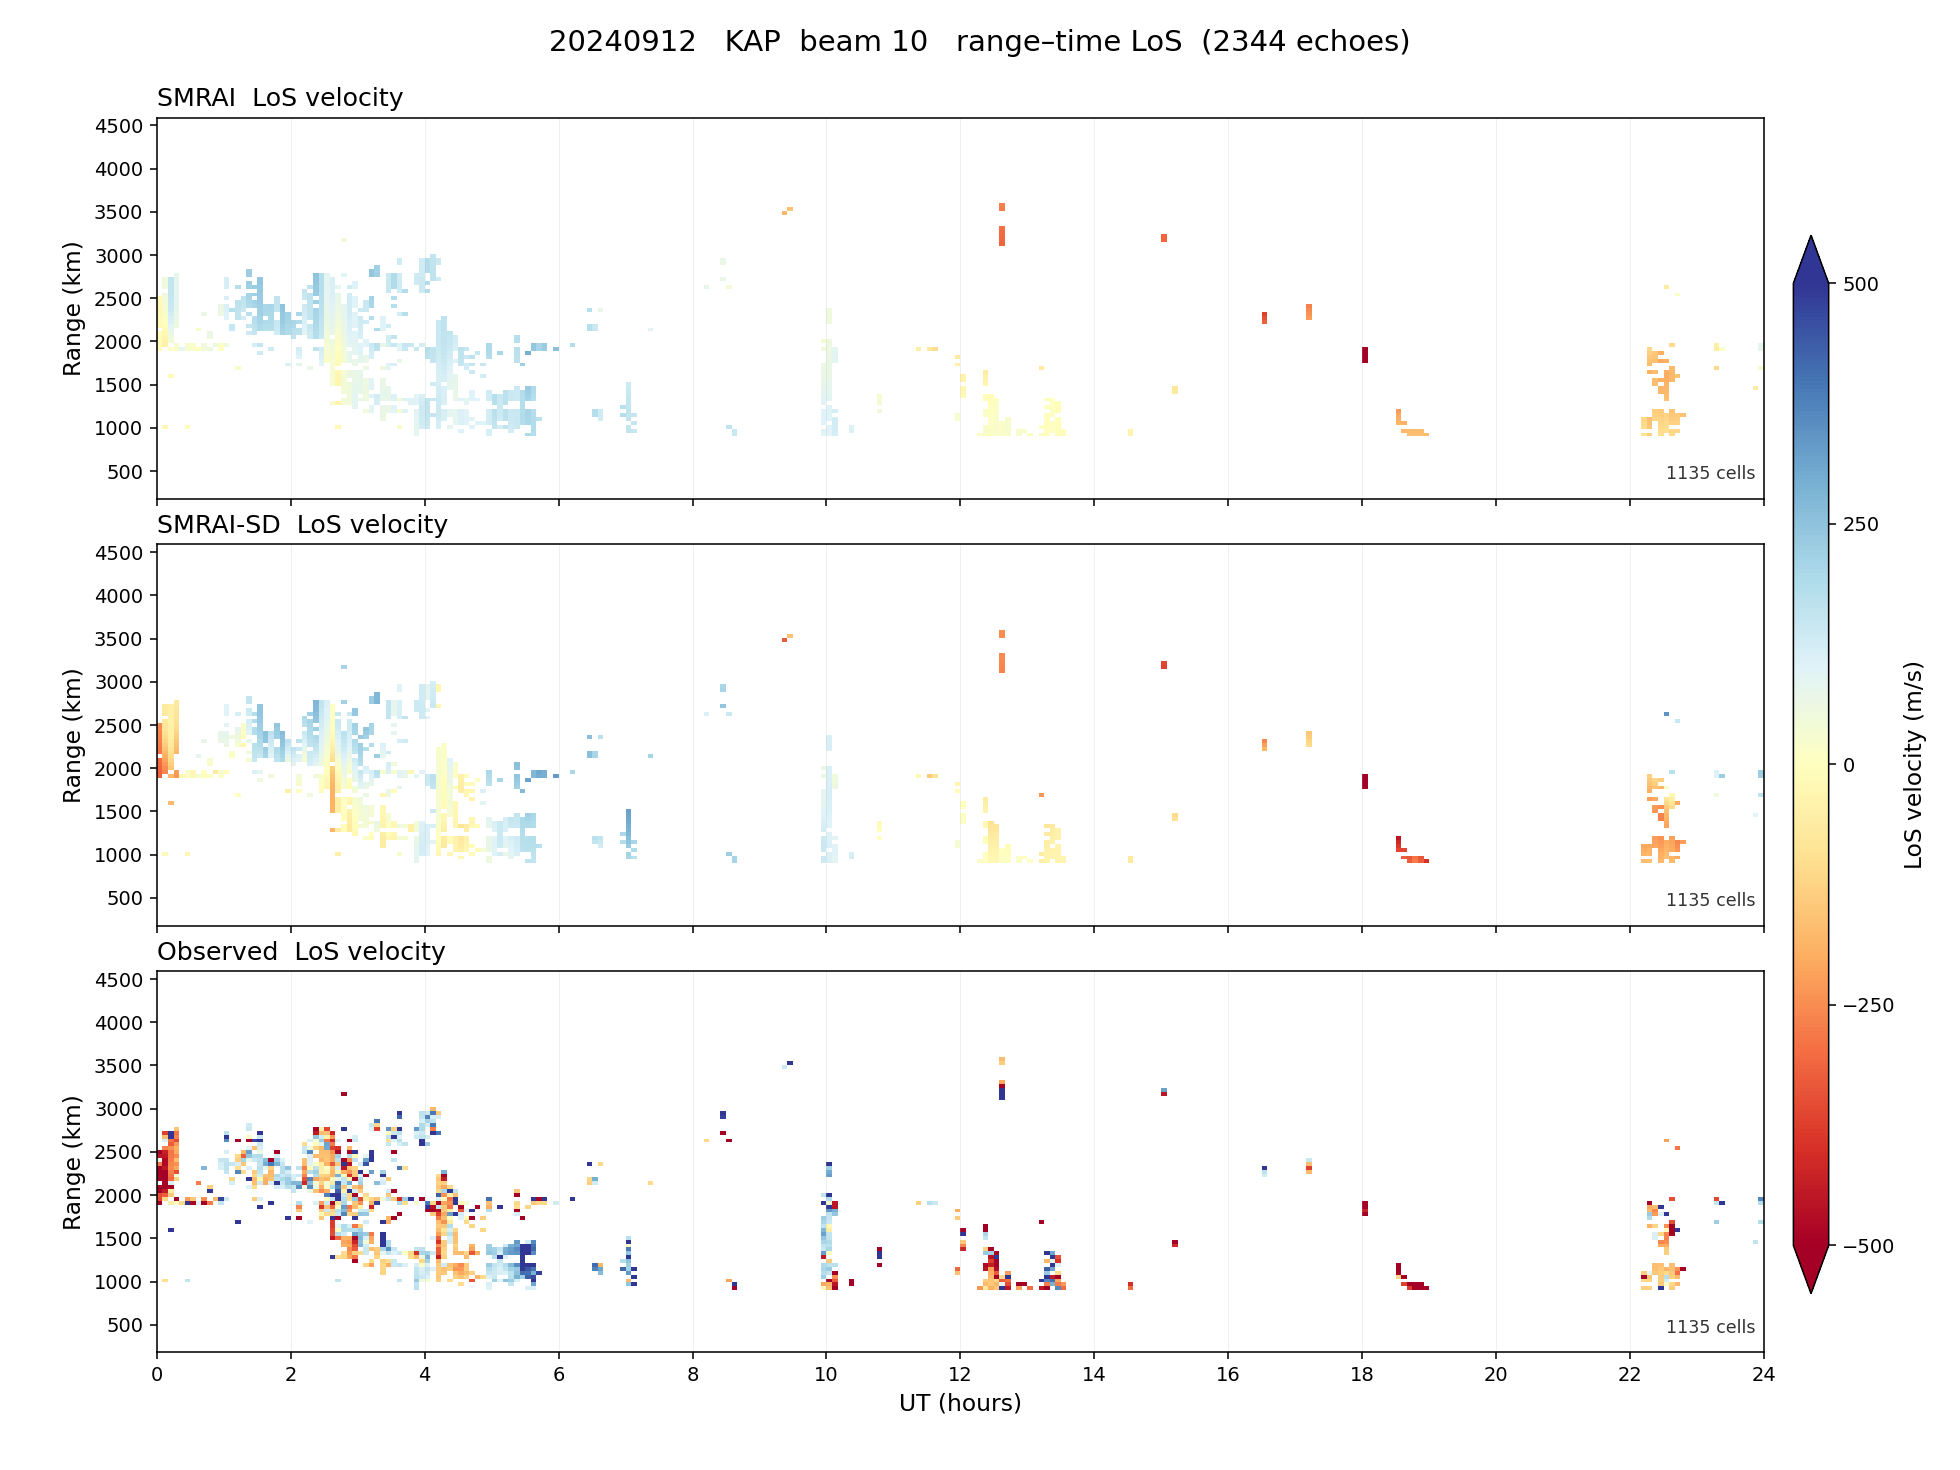 20240912   KAP  beam 10   range–time LoS  (2344 echoes)
SMRAI  LoS velocity
4500
4000
3500
3000
2500
2000
1500
1000
500
Range (km)
1135 cells
SMRAI-SD  LoS velocity
4500
4000
3500
3000
2500
2000
1500
1000
500
Range (km)
1135 cells
Observed  LoS velocity
4500
4000
3500
3000
2500
2000
1500
1000
500
Range (km)
1135 cells
0 2 4 6 8 10 12 14 16 18 20 22 24
UT (hours)
500
250
0
−250
−500
LoS velocity (m/s)